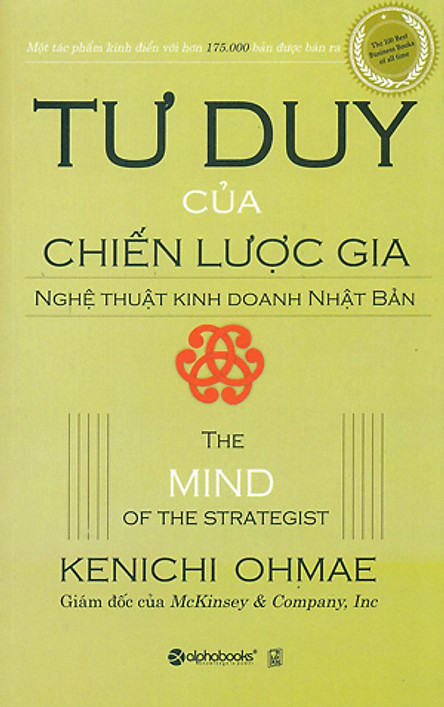 Một tác phẩm kinh điển với hơn 175.000 bản được bán ra
The 100 Best
Business Books
of all time
TƯ DUY
CỦA
CHIẾN LƯỢC GIA
NGHỆ THUẬT KINH DOANH NHẬT BẢN
THE
MIND
OF THE STRATEGIST
KENICHI OHMAE
Giám đốc của McKinsey & Company, Inc
alphabooks®
knowledge is power